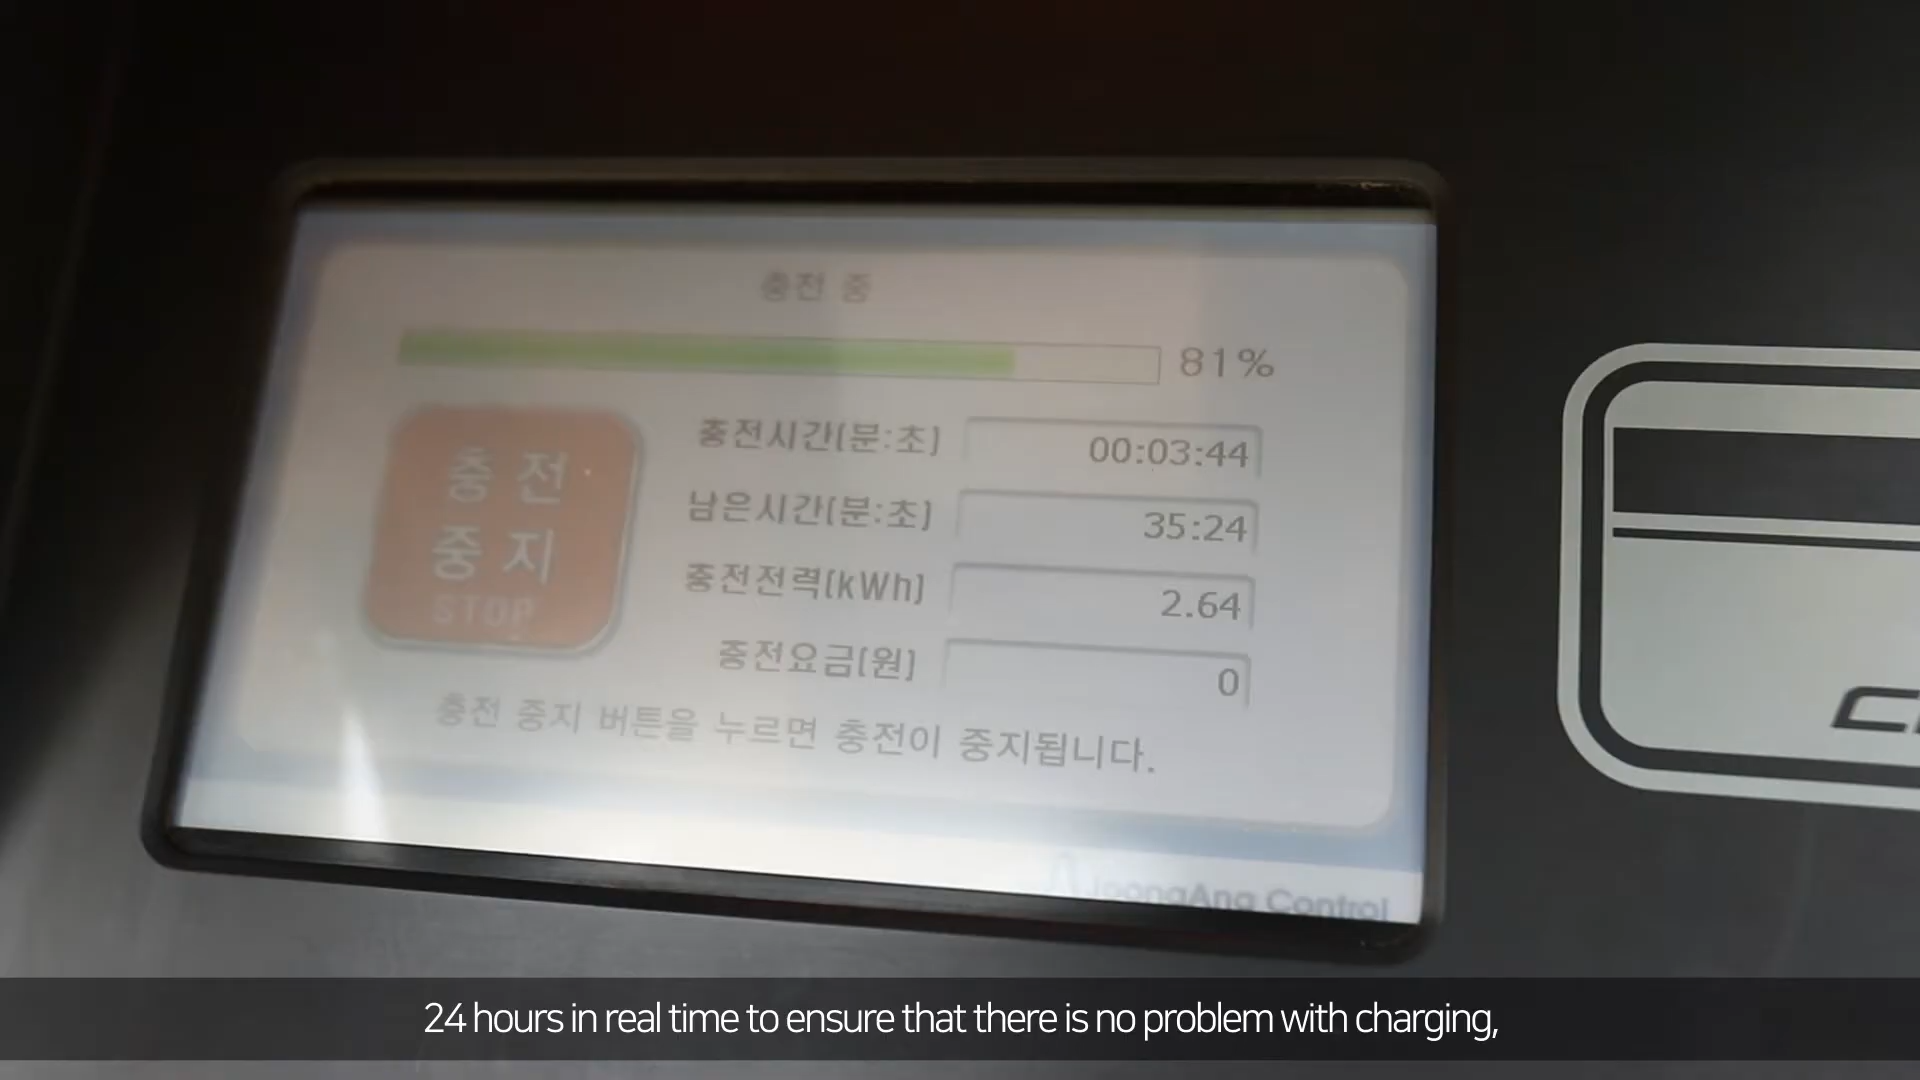 충전 중
81%
충전시간(분:초) 00:03:44
남은시간(분:초) 35:24
충전전력(kWh) 2.64
충전요금(원) 0
충전
중지
STOP
충전 중지 버튼을 누르면 충전이 중지됩니다.
JoongAng Control
24 hours in real time to ensure that there is no problem with charging,